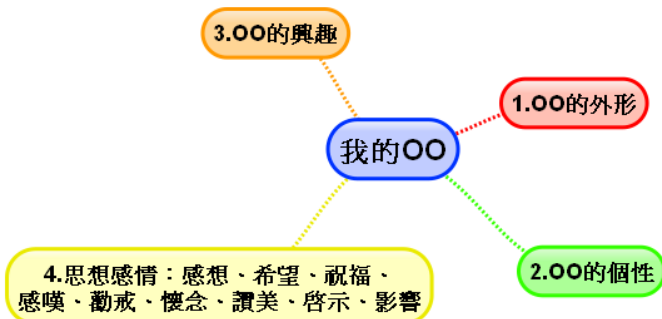 3.OO的興趣
1.OO的外形
我的OO
2.OO的個性
4.思想感情：感想、希望、祝福、
感嘆、勸戒、懷念、讚美、啓示、影響